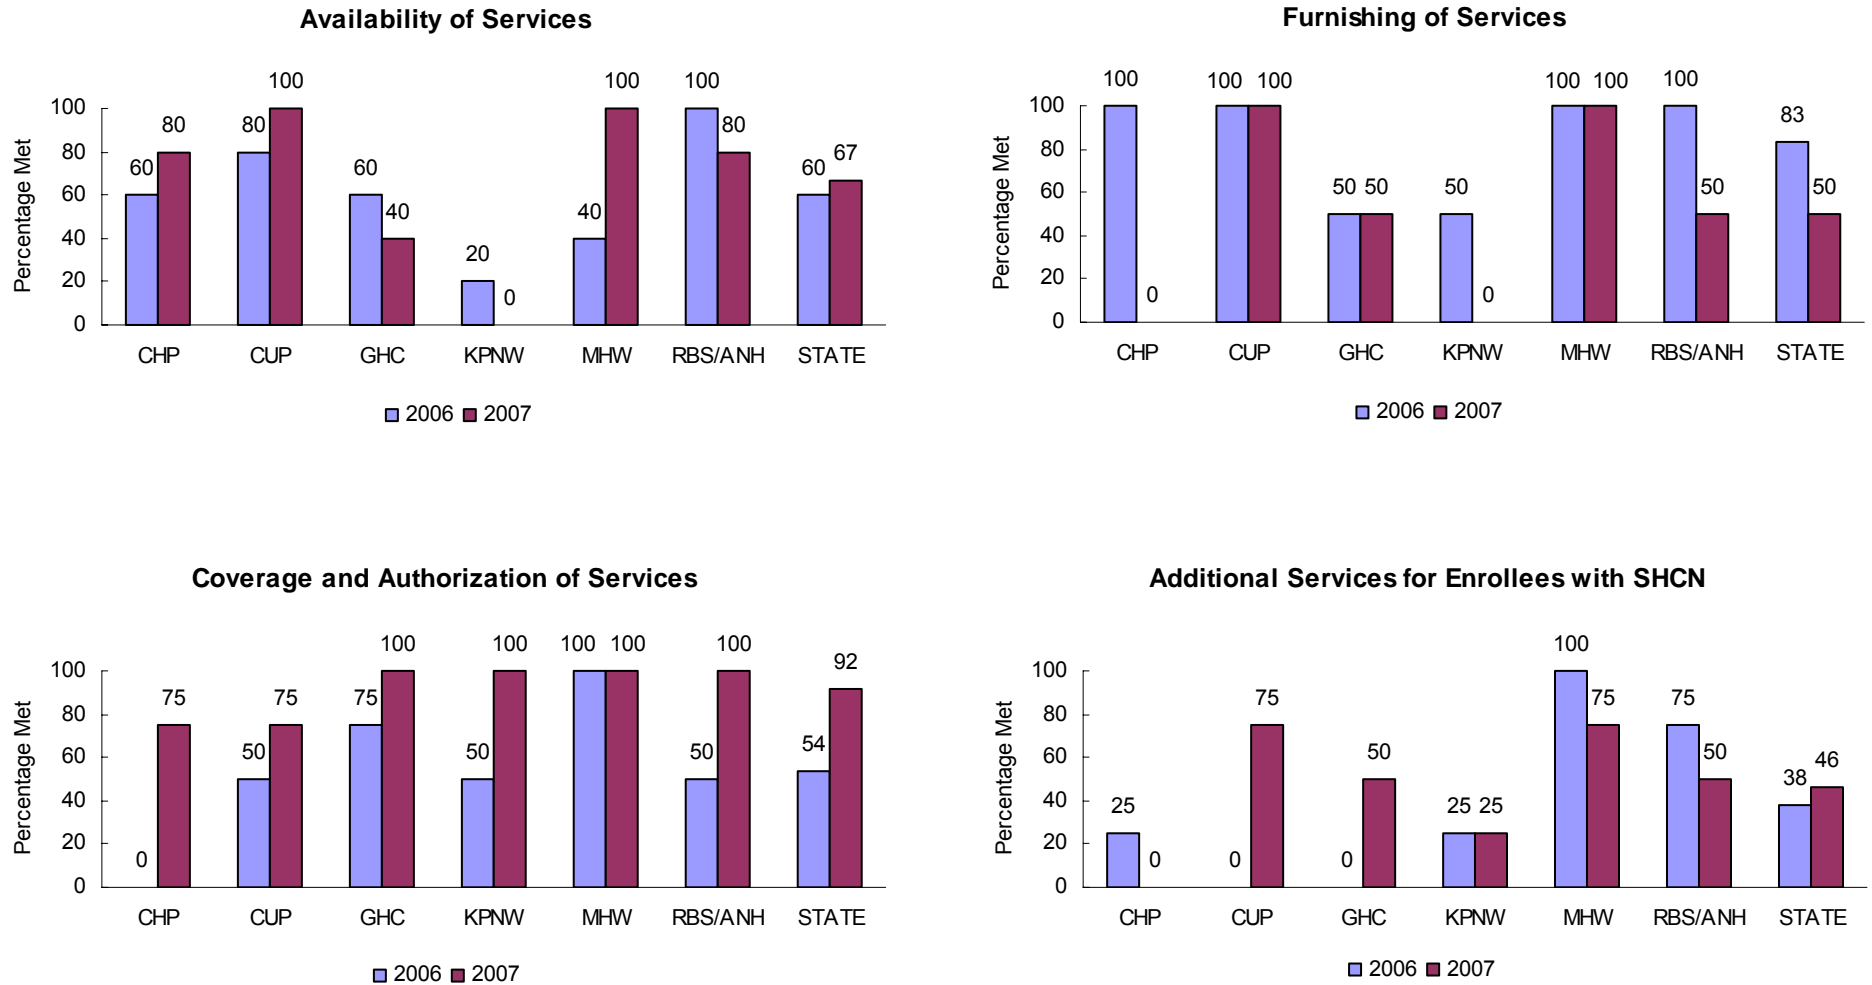 Availability of Services
100 100 100
80 80 80
60 60 60 67
40 40
20
0
Percentage Met
100
80
60
40
20
0
CHP CUP GHC KPNW MHW RBS/ANH STATE
2006 2007
Furnishing of Services
100 100 100 100 100 100
83
50 50 50 50 50
0 0
Percentage Met
100
80
60
40
20
0
CHP CUP GHC KPNW MHW RBS/ANH STATE
2006 2007
Coverage and Authorization of Services
100 100 100 100 100
92
75 75 75
50 50 50 54
0
Percentage Met
100
80
60
40
20
0
CHP CUP GHC KPNW MHW RBS/ANH STATE
2006 2007
Additional Services for Enrollees with SHCN
100
75 75 75
50 50
38 46
25 25 25
0 0 0
Percentage Met
100
80
60
40
20
0
CHP CUP GHC KPNW MHW RBS/ANH STATE
2006 2007